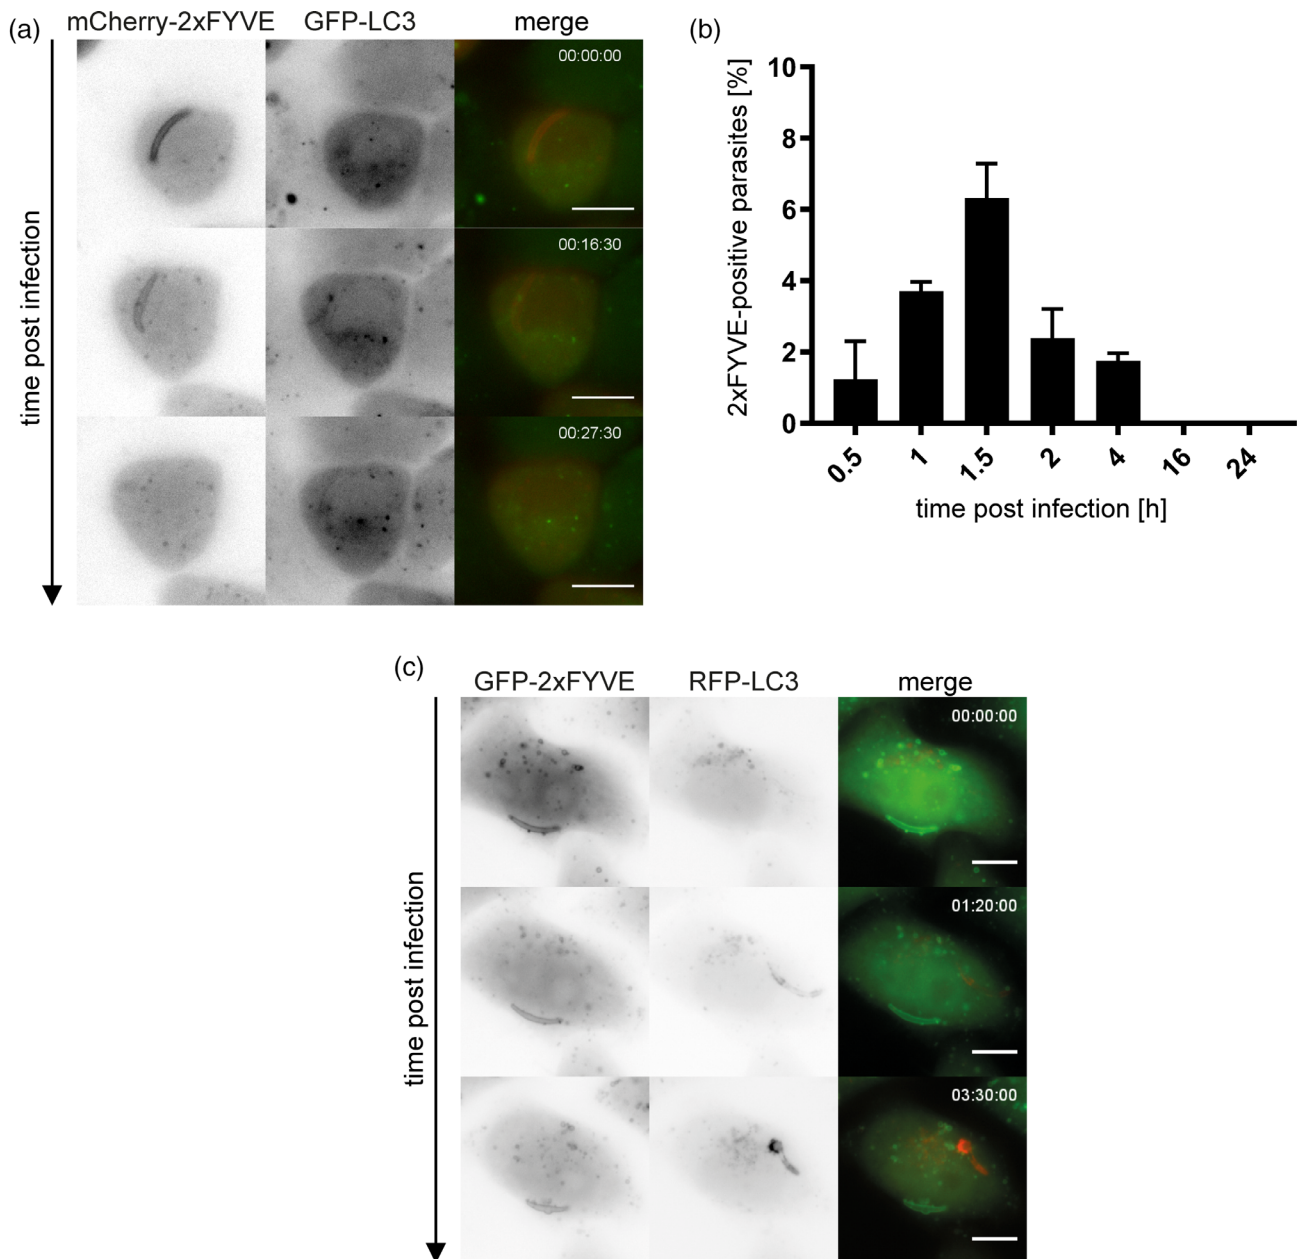 (a)
mCherry-2xFYVE GFP-LC3 merge
time post infection
00:00:00
00:16:30
00:27:30
(b)
2xFYVE-positive parasites [%]
10
8
6
4
2
0
0.5 1 1.5 2 4 16 24
time post infection [h]
(c)
GFP-2xFYVE RFP-LC3 merge
time post infection
00:00:00
01:20:00
03:30:00